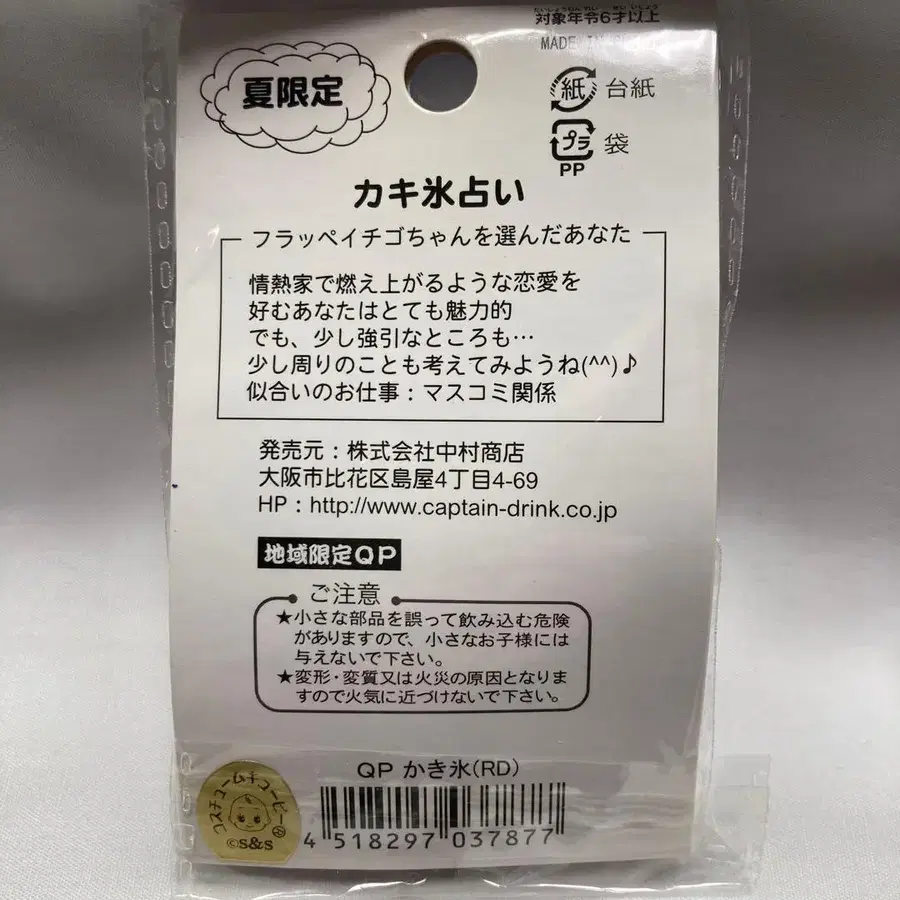 対象年令6才以上
MADE IN
夏限定
紙 台紙
プラ 袋
PP
カキ氷占い
フラッペイチゴちゃんを選んだあなた
情熱家で燃え上がるような恋愛を
好むあなたはとても魅力的
でも、少し強引なところも…
少し周りのことも考えてみようね(^^)♪
似合いのお仕事：マスコミ関係
発売元：株式会社中村商店
大阪市比花区島屋4丁目4-69
HP：http://www.captain-drink.co.jp
地域限定QP
ご注意
★小さな部品を誤って飲み込む危険
がありますので、小さなお子様には
与えないで下さい。
★変形・変質又は火災の原因となりま
すので火気に近づけないで下さい。
QP かき氷(RD)
コスチュームキューピー
©S&S
4 518297 037877